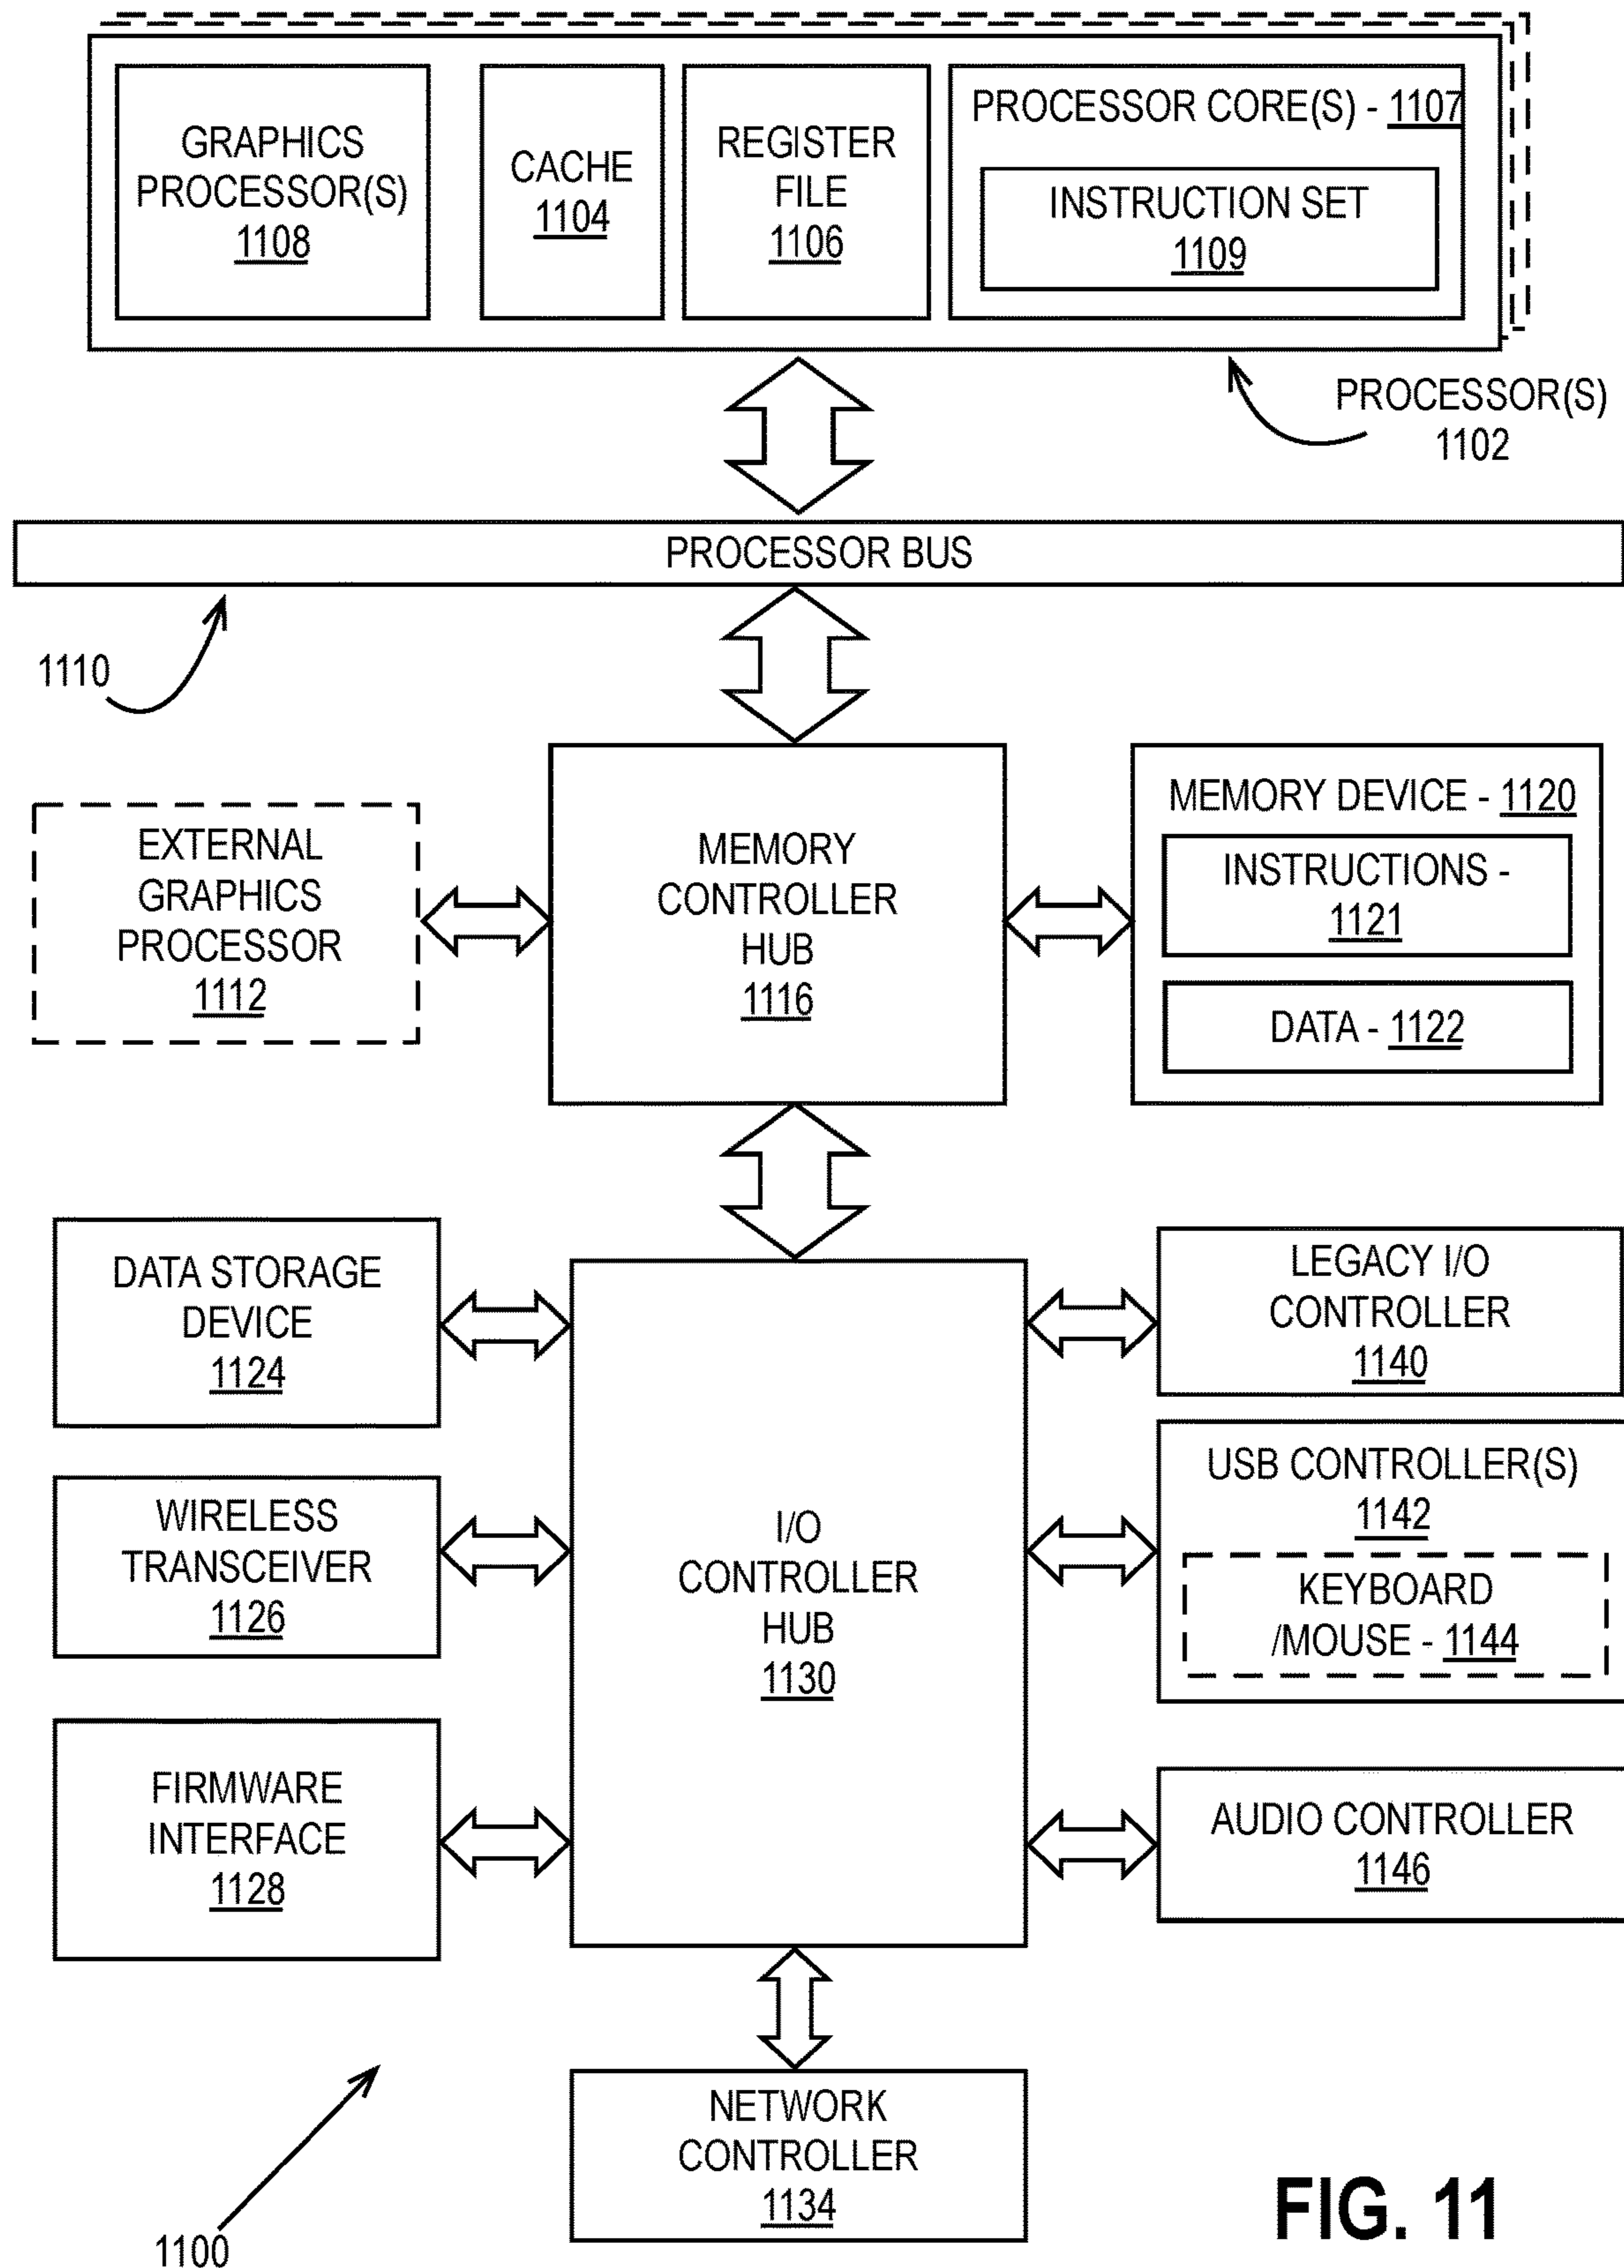 GRAPHICS
PROCESSOR(S)
1108
CACHE
1104
REGISTER
FILE
1106
PROCESSOR CORE(S) - 1107
INSTRUCTION SET
1109
PROCESSOR(S)
1102
PROCESSOR BUS
1110
EXTERNAL
GRAPHICS
PROCESSOR
1112
MEMORY
CONTROLLER
HUB
1116
MEMORY DEVICE - 1120
INSTRUCTIONS -
1121
DATA - 1122
DATA STORAGE
DEVICE
1124
WIRELESS
TRANSCEIVER
1126
FIRMWARE
INTERFACE
1128
I/O
CONTROLLER
HUB
1130
LEGACY I/O
CONTROLLER
1140
USB CONTROLLER(S)
1142
KEYBOARD
/MOUSE - 1144
AUDIO CONTROLLER
1146
NETWORK
CONTROLLER
1134
1100
FIG. 11